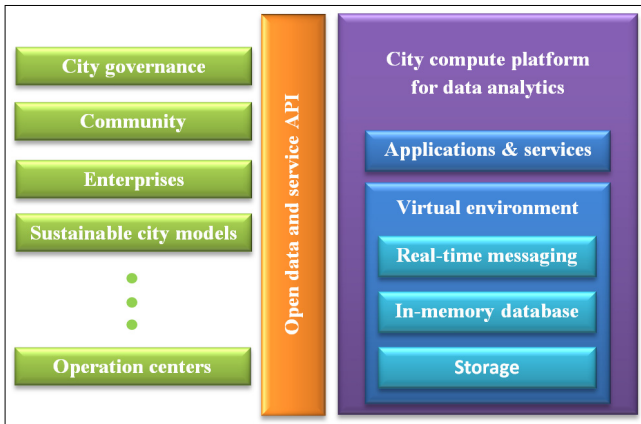 City governance
Community
Enterprises
Sustainable city models
Operation centers
Open data and service API
City compute platform
for data analytics
Applications & services
Virtual environment
Real-time messaging
In-memory database
Storage